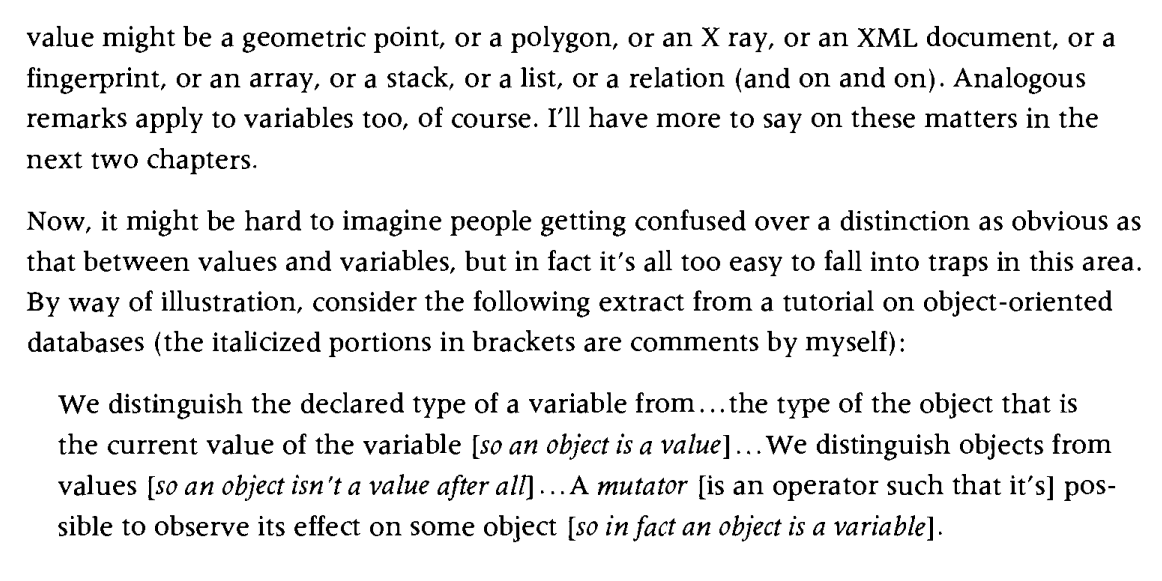 value might be a geometric point, or a polygon, or an X ray, or an XML document, or a
fingerprint, or an array, or a stack, or a list, or a relation (and on and on). Analogous
remarks apply to variables too, of course. I'll have more to say on these matters in the
next two chapters.
Now, it might be hard to imagine people getting confused over a distinction as obvious as
that between values and variables, but in fact it's all too easy to fall into traps in this area.
By way of illustration, consider the following extract from a tutorial on object-oriented
databases (the italicized portions in brackets are comments by myself):
We distinguish the declared type of a variable from...the type of the object that is
the current value of the variable [so an object is a value]...We distinguish objects from
values [so an object isn't a value after all]...A mutator [is an operator such that it's] pos-
sible to observe its effect on some object [so in fact an object is a variable].